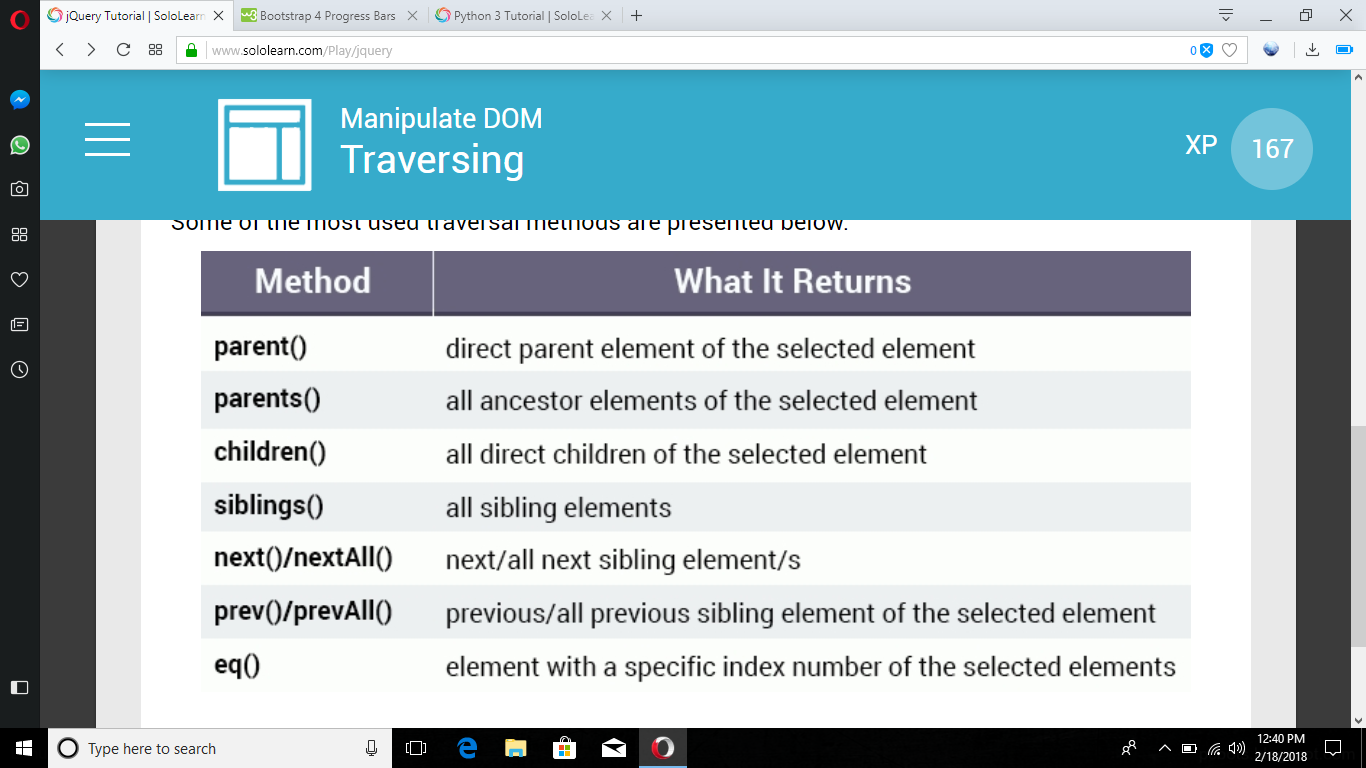 jQuery Tutorial | SoloLearn
Bootstrap 4 Progress Bars
Python 3 Tutorial | SoloLea
www.sololearn.com/Play/jquery
0
Manipulate DOM
Traversing
XP 167
Some of the most used traversal methods are presented below.
Method What It Returns
parent() direct parent element of the selected element
parents() all ancestor elements of the selected element
children() all direct children of the selected element
siblings() all sibling elements
next()/nextAll() next/all next sibling element/s
prev()/prevAll() previous/all previous sibling element of the selected element
eq() element with a specific index number of the selected elements
Type here to search
12:40 PM
2/18/2018